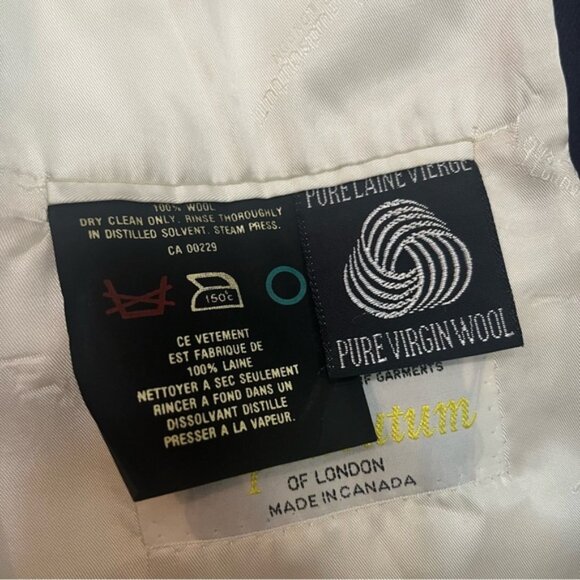 100% WOOL
DRY CLEAN ONLY. RINSE THOROUGHLY
IN DISTILLED SOLVENT. STEAM PRESS.
CA 00229
150°c
CE VETEMENT
EST FABRIQUE DE
100% LAINE
NETTOYER A SEC SEULEMENT
RINCER A FOND DANS UN
DISSOLVANT DISTILLE
PRESSER A LA VAPEUR.
PURE LAINE VIERGE
PURE VIRGIN WOOL
OF GARMENTS
tum
OF LONDON
MADE IN CANADA